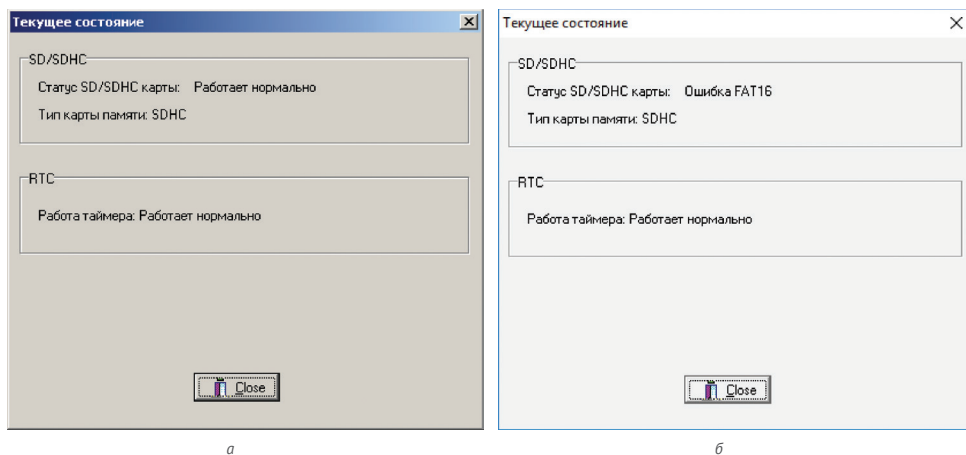 Текущее состояние
SD/SDHC
Статус SD/SDHC карты: Работает нормально
Тип карты памяти: SDHC
RTC
Работа таймера: Работает нормально
Close
а
Текущее состояние
SD/SDHC
Статус SD/SDHC карты: Ошибка FAT16
Тип карты памяти: SDHC
RTC
Работа таймера: Работает нормально
Close
б